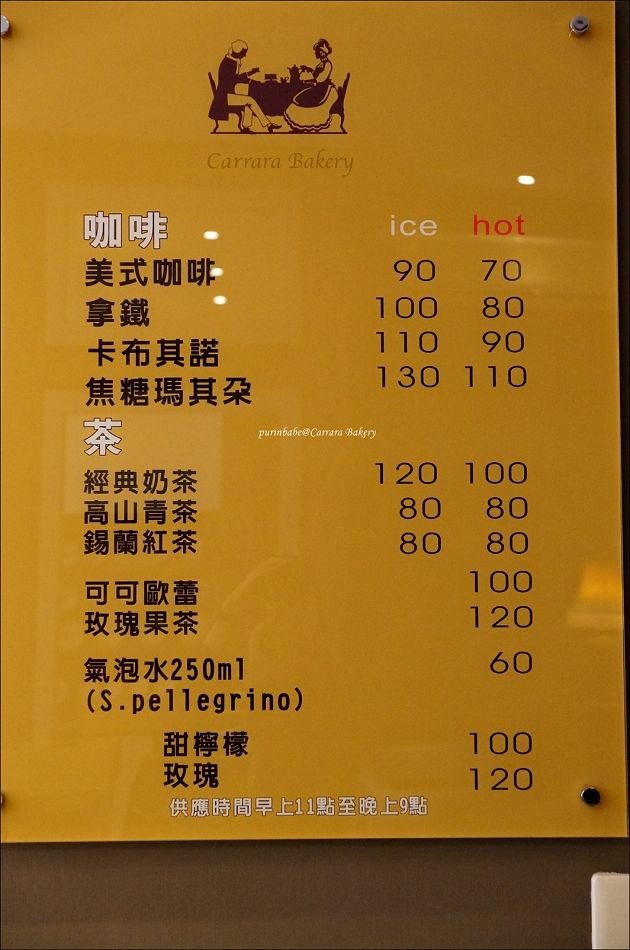 Carrara Bakery
咖啡 ice hot
美式咖啡 90 70
拿鐵 100 80
卡布其諾 110 90
焦糖瑪其朵 130 110
purinbabe@Carrara Bakery
茶
經典奶茶 120 100
高山青茶 80 80
錫蘭紅茶 80 80
可可歐蕾 100
玫瑰果茶 120
氣泡水250ml 60
(S.pellegrino)
甜檸檬 100
玫瑰 120
供應時間早上11點至晚上9點